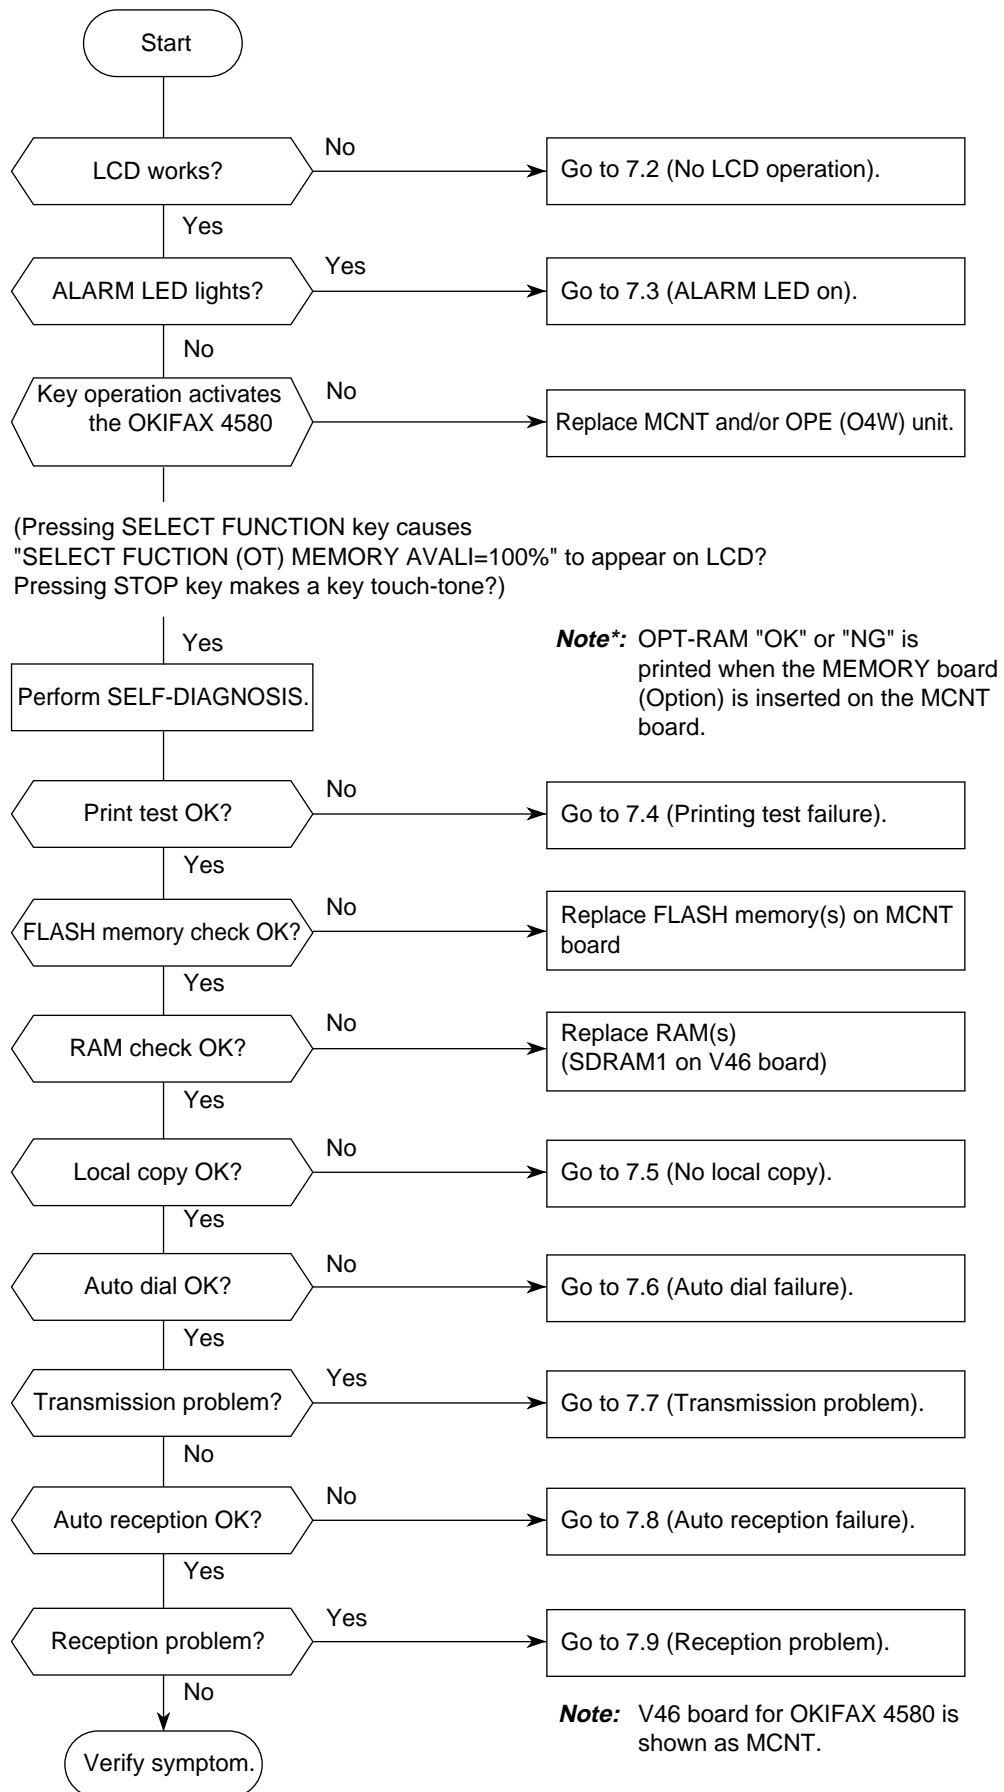 Start
LCD works?
No
Go to 7.2 (No LCD operation).
Yes
ALARM LED lights?
Yes
Go to 7.3 (ALARM LED on).
No
Key operation activates
the OKIFAX 4580
No
Replace MCNT and/or OPE (O4W) unit.
(Pressing SELECT FUNCTION key causes
"SELECT FUCTION (OT) MEMORY AVALI=100%" to appear on LCD?
Pressing STOP key makes a key touch-tone?)
Yes
Note*: OPT-RAM "OK" or "NG" is
printed when the MEMORY board
(Option) is inserted on the MCNT
board.
Perform SELF-DIAGNOSIS.
Print test OK?
No
Go to 7.4 (Printing test failure).
Yes
FLASH memory check OK?
No
Replace FLASH memory(s) on MCNT
board
Yes
RAM check OK?
No
Replace RAM(s)
(SDRAM1 on V46 board)
Yes
Local copy OK?
No
Go to 7.5 (No local copy).
Yes
Auto dial OK?
No
Go to 7.6 (Auto dial failure).
Yes
Transmission problem?
Yes
Go to 7.7 (Transmission problem).
No
Auto reception OK?
No
Go to 7.8 (Auto reception failure).
Yes
Reception problem?
Yes
Go to 7.9 (Reception problem).
No
Verify symptom.
Note: V46 board for OKIFAX 4580 is
shown as MCNT.